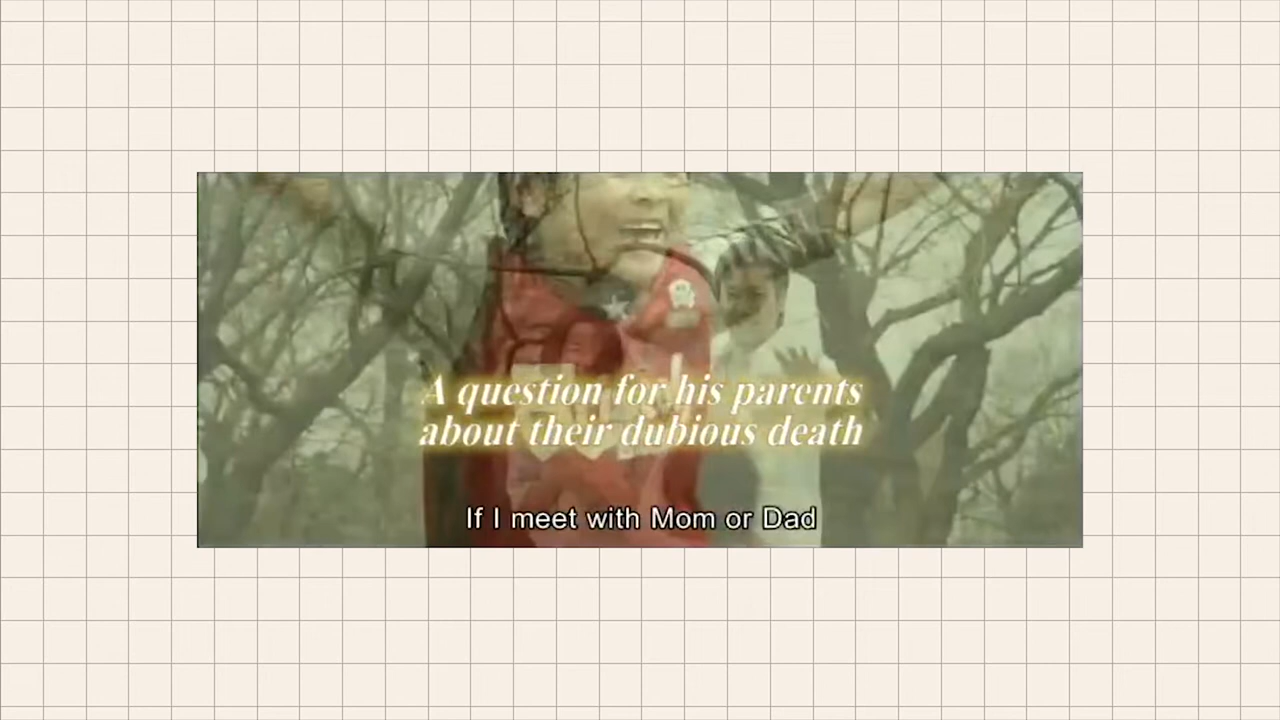 A question for his parents
about their dubious death
If I meet with Mom or Dad